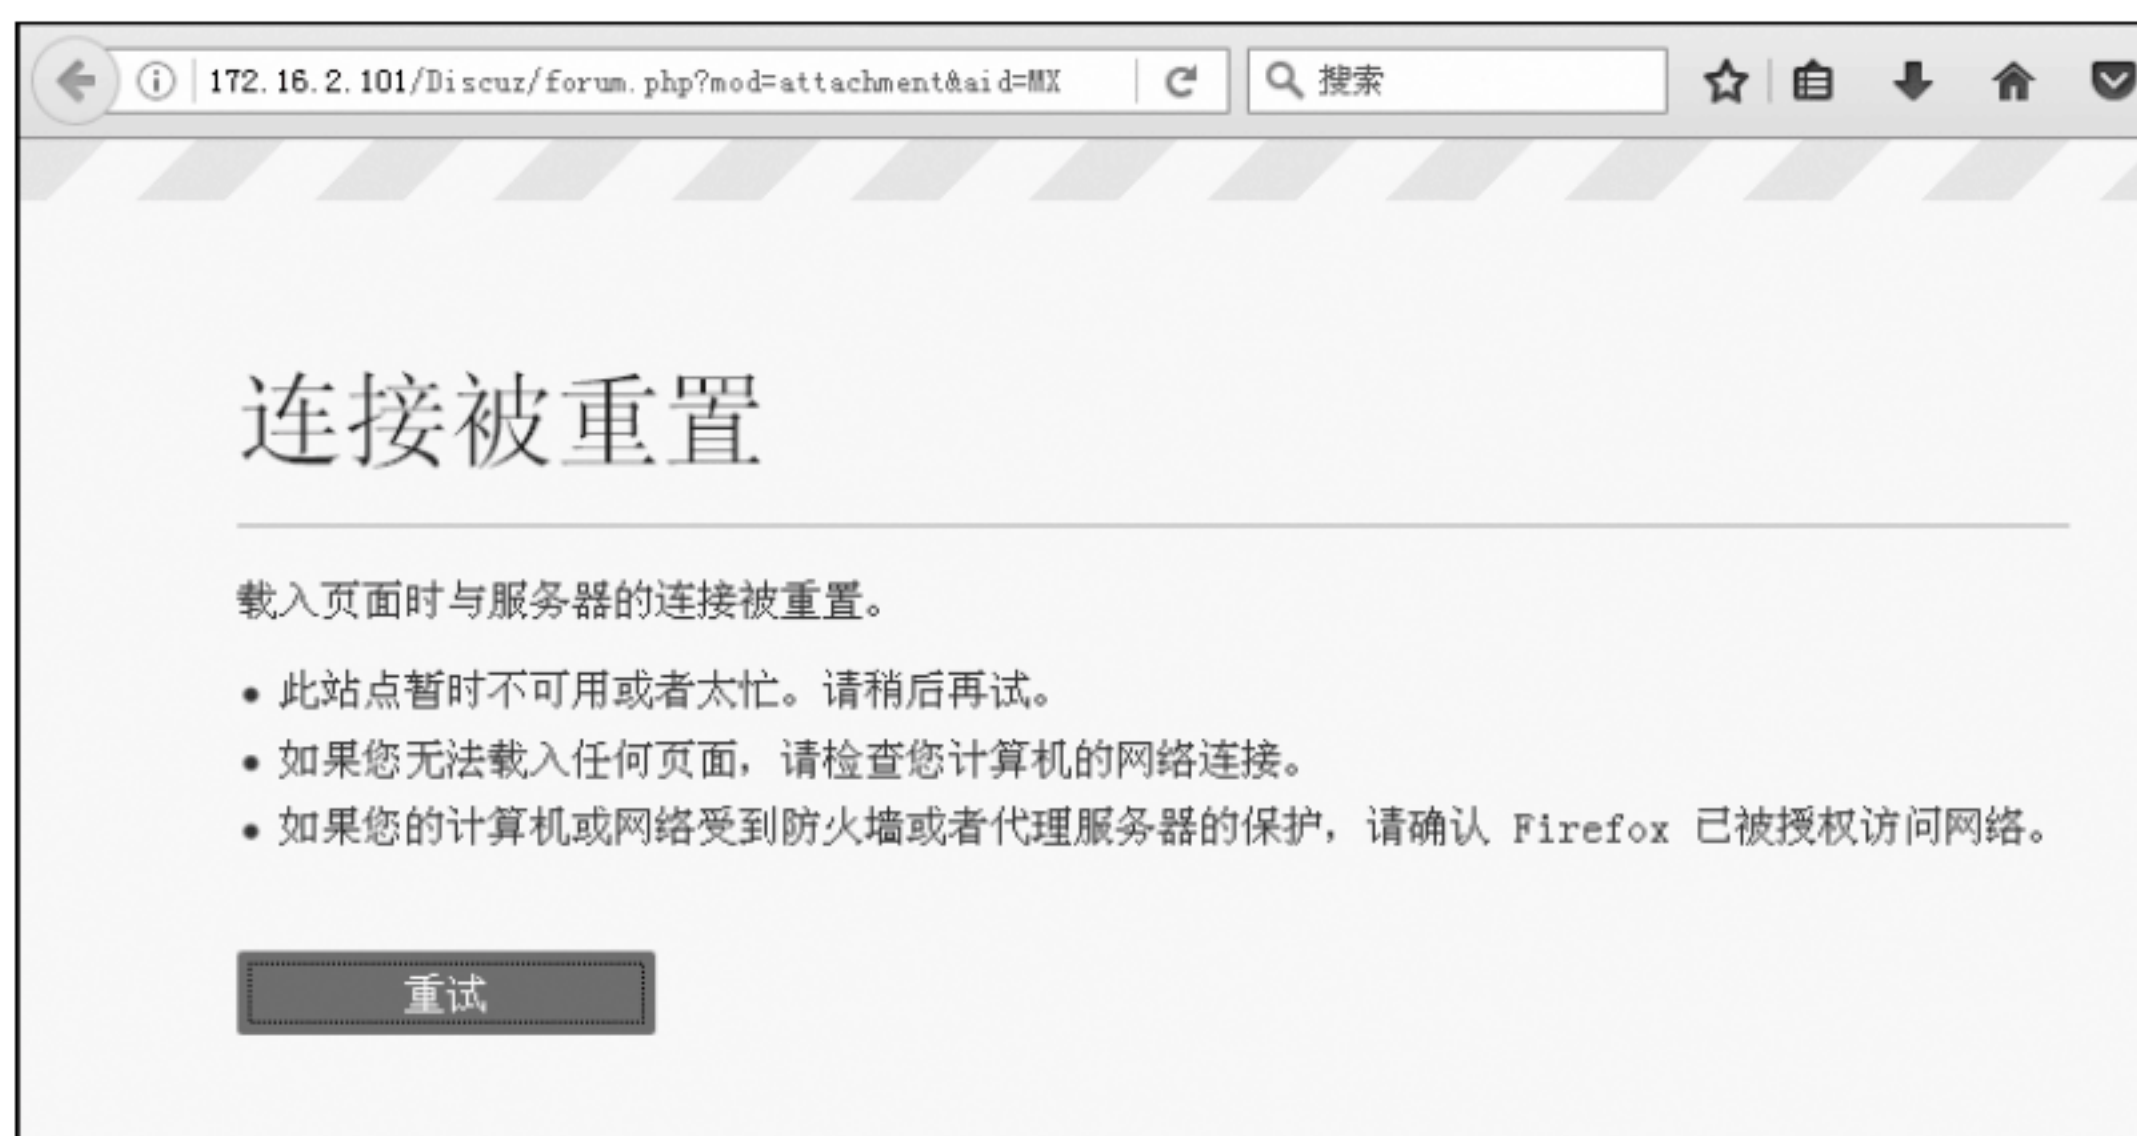 172.16.2.101/Discuz/forum.php?mod=attachment&aid=MX
搜索
连接被重置
载入页面时与服务器的连接被重置。
• 此站点暂时不可用或者太忙。请稍后再试。
• 如果您无法载入任何页面，请检查您计算机的网络连接。
• 如果您的计算机或网络受到防火墙或者代理服务器的保护，请确认 Firefox 已被授权访问网络。
重试